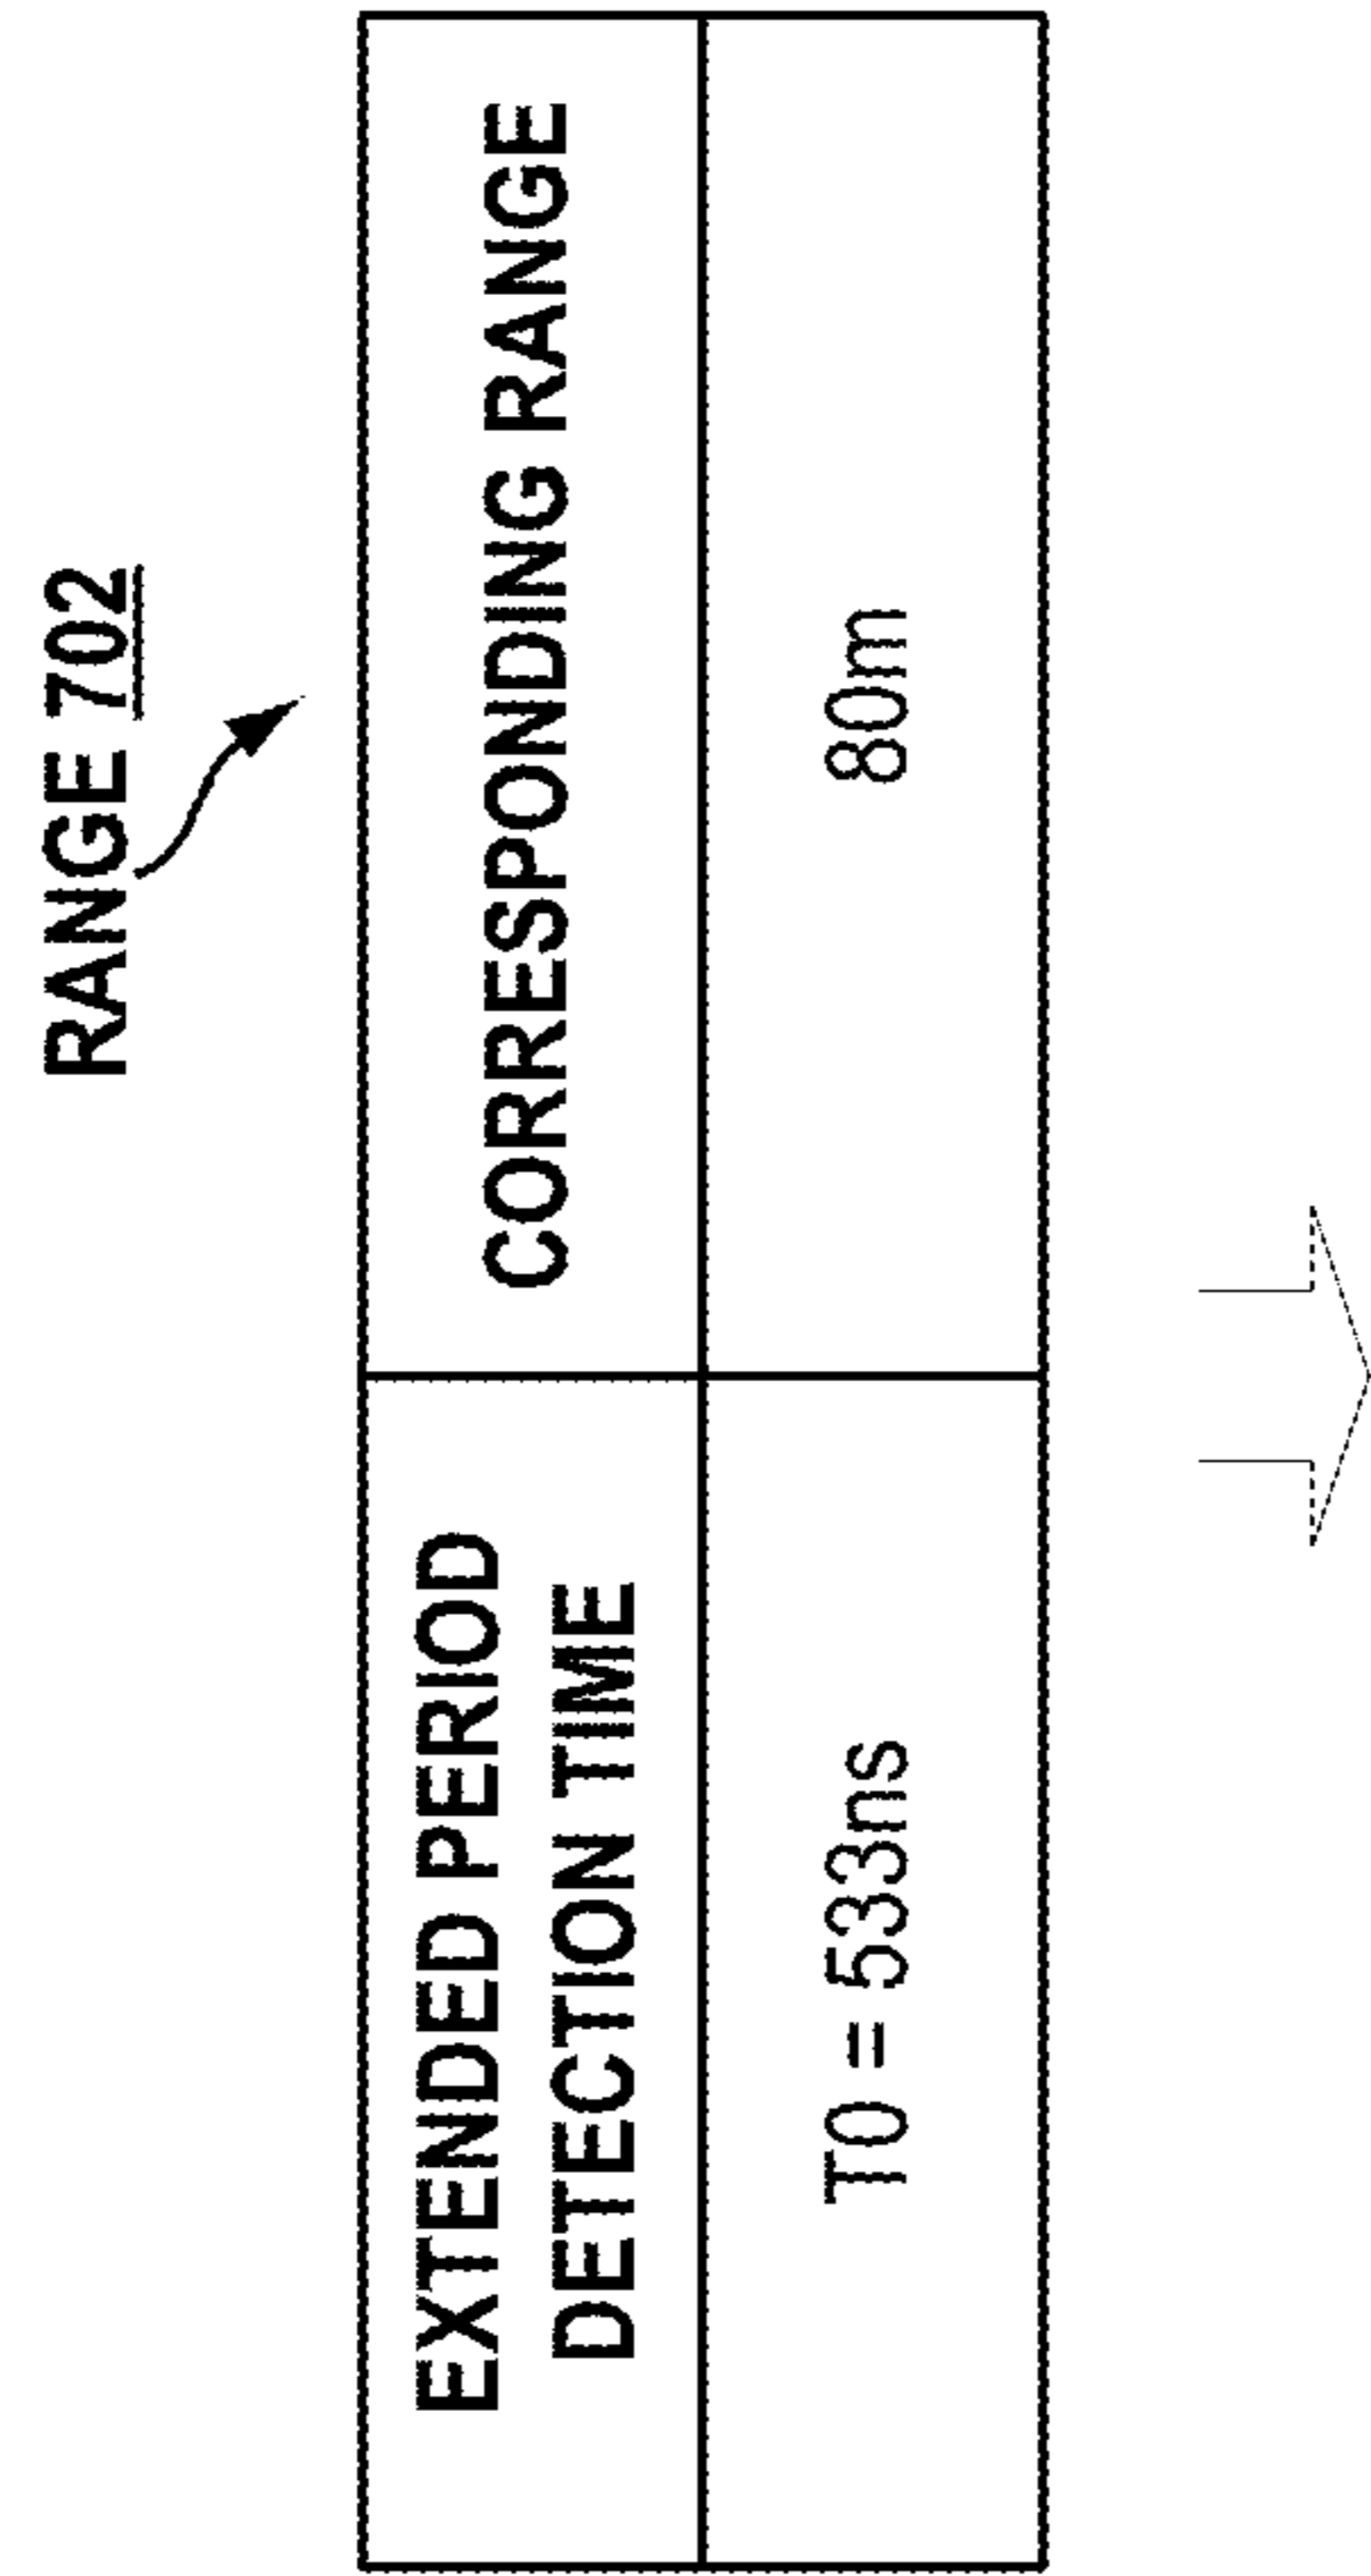 RANGE 702
EXTENDED PERIOD
DETECTION TIME
CORRESPONDING RANGE
T0 = 533ns
80m